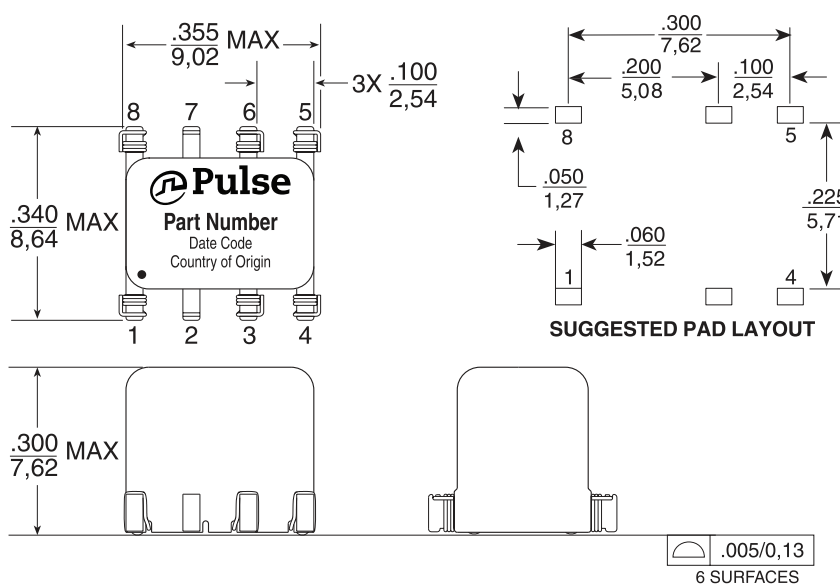 .355
9,02
MAX
3X .100
2,54
8 7 6 5
.340
8,64
MAX
Pulse
Part Number
Date Code
Country of Origin
1 2 3 4
.300
7,62
.200
5,08
.100
2,54
8 5
.050
1,27
.060
1,52
1 4
SUGGESTED PAD LAYOUT
.300
7,62
MAX
.005/0,13
6 SURFACES